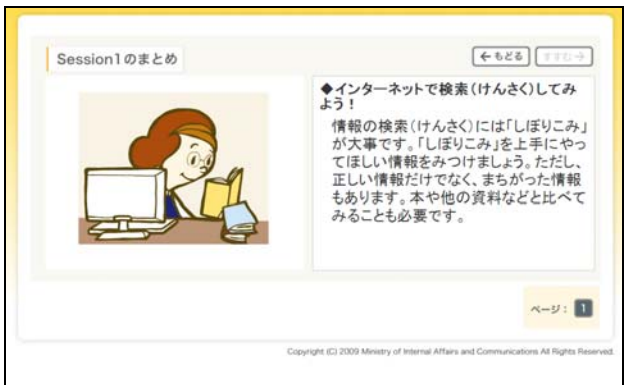 Session1のまとめ
←もどる
すすむ→
◆インターネットで検索(けんさく)してみ
よう!
情報の検索(けんさく)には「しぼりこみ」
が大事です。「しぼりこみ」を上手にやっ
てほしい情報をみつけましょう。ただし、
正しい情報だけでなく、まちがった情報
もあります。本や他の資料などと比べて
みることも必要です。
ページ: 1
Copyright (C) 2009 Ministry of Internal Affairs and Communications All Rights Reserved.